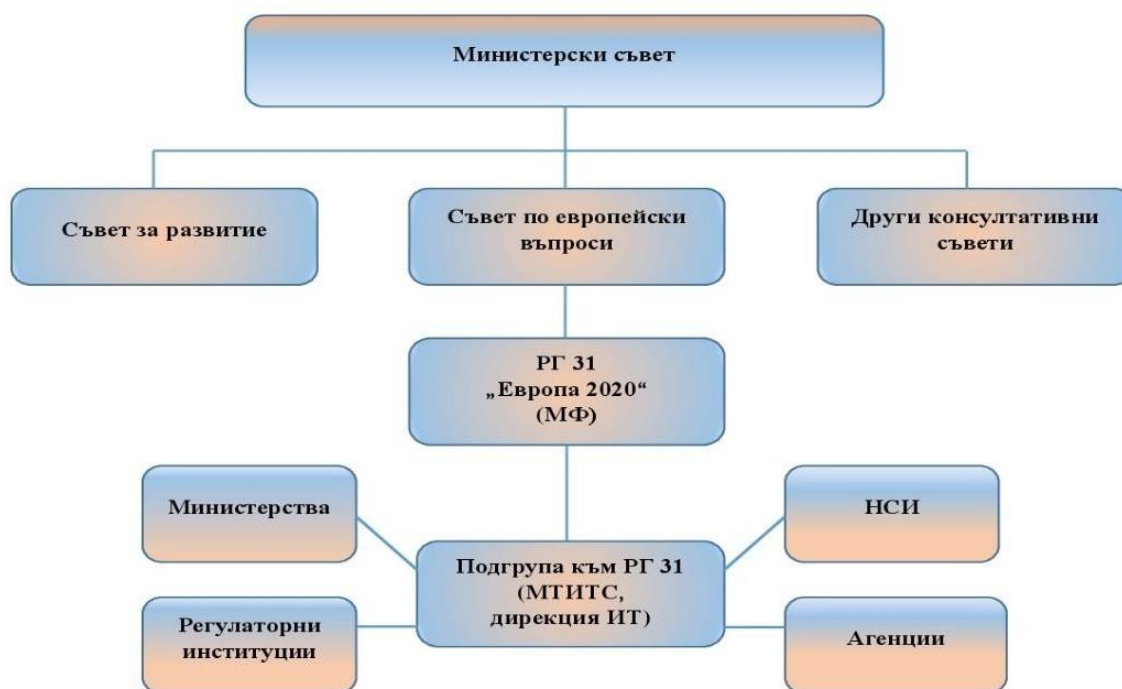 Министерски съвет
Съвет за развитие
Съвет по европейски
въпроси
Други консултативни
съвети
РГ 31
„Европа 2020“
(МФ)
Министерства
НСИ
Подгрупа към РГ 31
(МТИТС,
дирекция ИТ)
Регулаторни
институции
Агенции